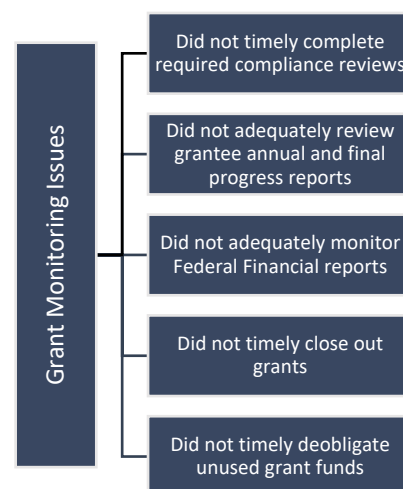 Grant Monitoring Issues
Did not timely complete
required compliance reviews
Did not adequately review
grantee annual and final
progress reports
Did not adequately monitor
Federal Financial reports
Did not timely close out
grants
Did not timely deobligate
unused grant funds